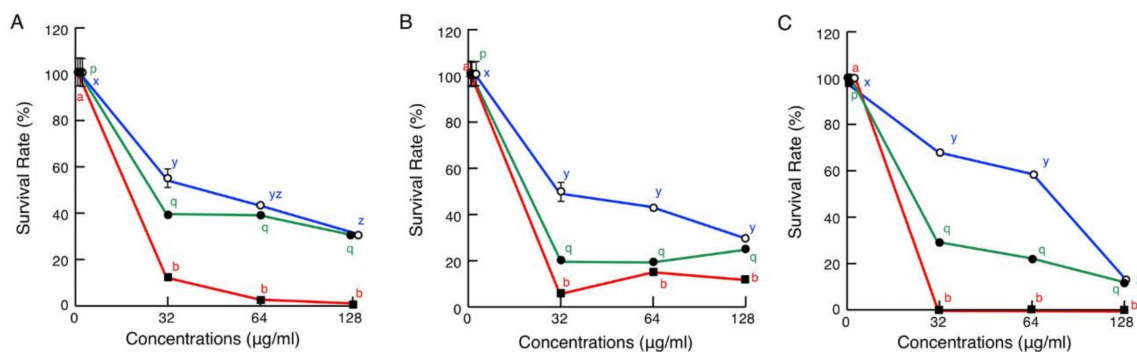 A
Survival Rate (%)
120
100
80
60
40
20
0
p
x
a
y
q
b
yz
q
b
z
q
b
0
32
64
128
Concentrations (µg/ml)
B
Survival Rate (%)
120
100
80
60
40
20
0
p
a
x
y
q
b
y
q
b
y
q
b
0
32
64
128
Concentrations (µg/ml)
C
Survival Rate (%)
120
100
80
60
40
20
0
a
x
p
y
q
b
y
q
b
q
b
0
32
64
128
Concentrations (µg/ml)